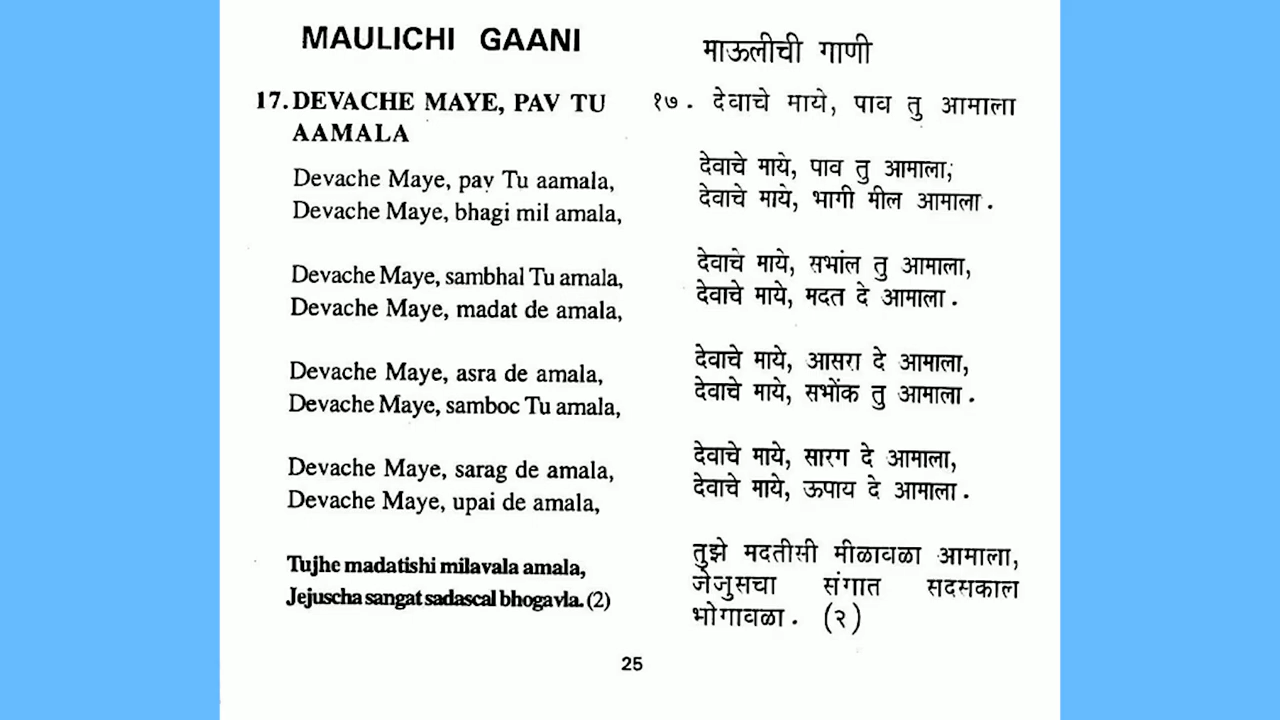 MAULICHI GAANI
17. DEVACHE MAYE, PAV TU
AAMALA
Devache Maye, pav Tu aamala,
Devache Maye, bhagi mil amala,
Devache Maye, sambhal Tu amala,
Devache Maye, madat de amala,
Devache Maye, asra de amala,
Devache Maye, samboc Tu amala,
Devache Maye, sarag de amala,
Devache Maye, upai de amala,
Tujhe madatishi milavala amala,
Jejuscha sangat sadascal bhogavla. (2)
माऊलीची गाणी
१७. देवाचे माये, पाव तु आमाला
देवाचे माये, पाव तु आमाला;
देवाचे माये, भागी मील आमाला.
देवाचे माये, सभांल तु आमाला,
देवाचे माये, मदत दे आमाला.
देवाचे माये, आसरा दे आमाला,
देवाचे माये, सभोंक तु आमाला.
देवाचे माये, सारग दे आमाला,
देवाचे माये, ऊपाय दे आमाला.
तुझे मदतीसी मीळावळा आमाला,
जेजुसचा संगात सदसकाल
भोगावळा. (२)
25